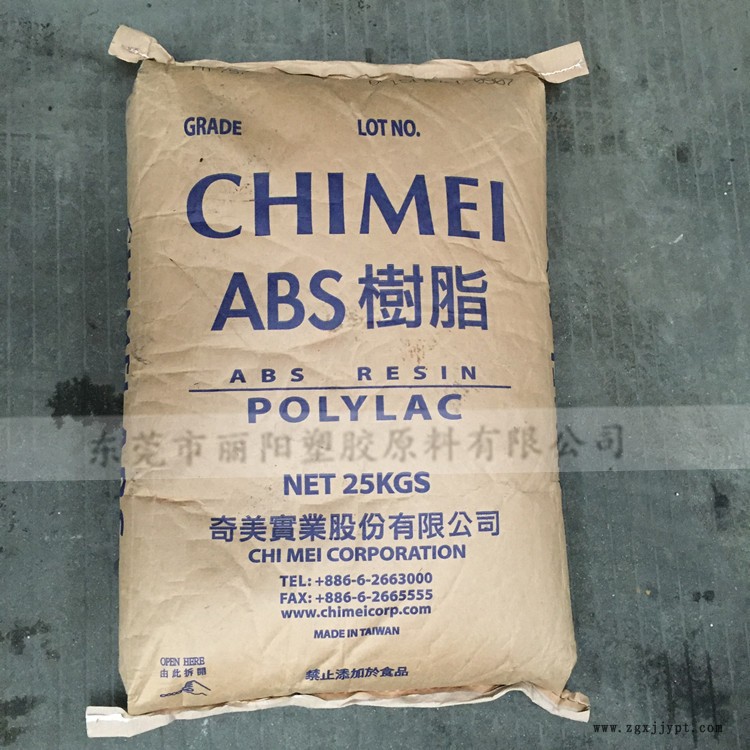 GRADE LOT NO.
CHIMEI
ABS樹脂
ABS RESIN
POLYLAC
东莞市丽阳塑胶原料有限公司
NET 25KGS
奇美實業股份有限公司
CHI MEI CORPORATION
TEL: +886-6-2663000
FAX: +886-6-2665555
www.chimeicorp.com
MADE IN TAIWAN
OPEN HERE
由此拆開
禁止添加於食品
www.zgxjjypt.com